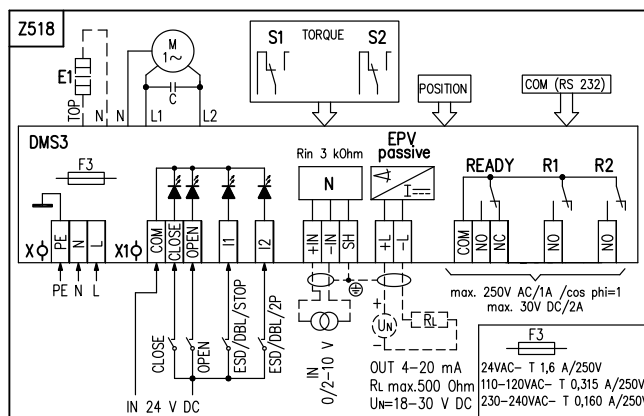 Z518
M
1~
S1
TORQUE
S2
E1
C
POSITION
COM (RS 232)
TOP
N
N
L1
L2
DMS3
F3
Rin 3 kOhm
N
EPV
passive
I
READY
R1
R2
X
PE
N
L
X1
COM
CLOSE
OPEN
I1
I2
+IN
-IN
SH
+L
-L
COM
NO
NC
NO
NO
PE N L
CLOSE
OPEN
ESD/DBL/STOP
ESD/DBL/2P
IN 24 V DC
IN
0/2-10 V
+
UN
-
RL
max. 250V AC/1A /cos phi=1
max. 30V DC/2A
OUT 4-20 mA
RL max.500 Ohm
UN=18-30 V DC
F3
24VAC- T 1,6 A/250V
110-120VAC- T 0,315 A/250V
230-240VAC- T 0,160 A/250V